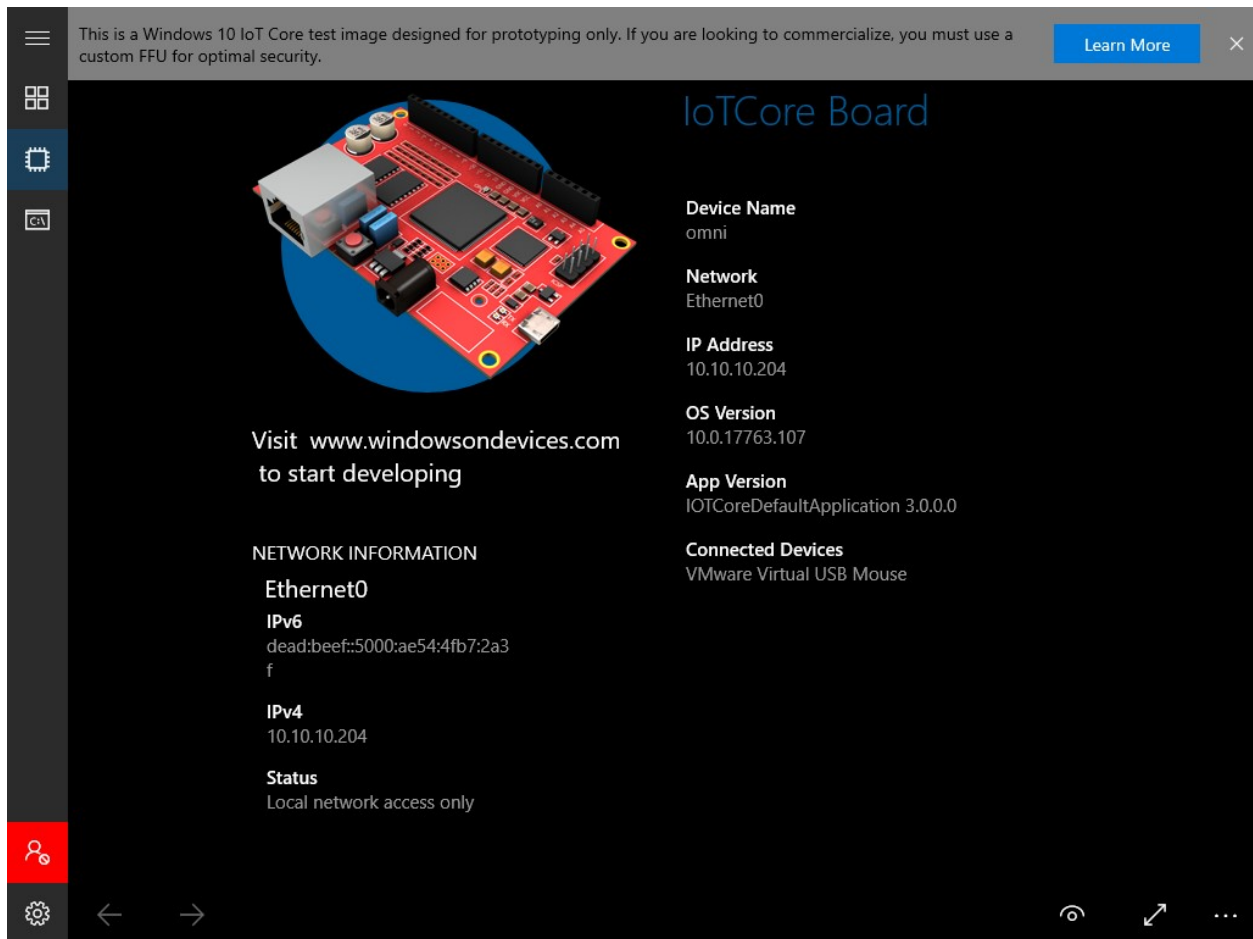 This is a Windows 10 IoT Core test image designed for prototyping only. If you are looking to commercialize, you must use a
custom FFU for optimal security.
Learn More
IoTCore Board
Device Name
omni
Network
Ethernet0
IP Address
10.10.10.204
OS Version
10.0.17763.107
App Version
IOTCoreDefaultApplication 3.0.0.0
Connected Devices
VMware Virtual USB Mouse
C:\
Visit www.windowsondevices.com
to start developing
NETWORK INFORMATION
Ethernet0
IPv6
dead:beef::5000:ae54:4fb7:2a3
f
IPv4
10.10.10.204
Status
Local network access only